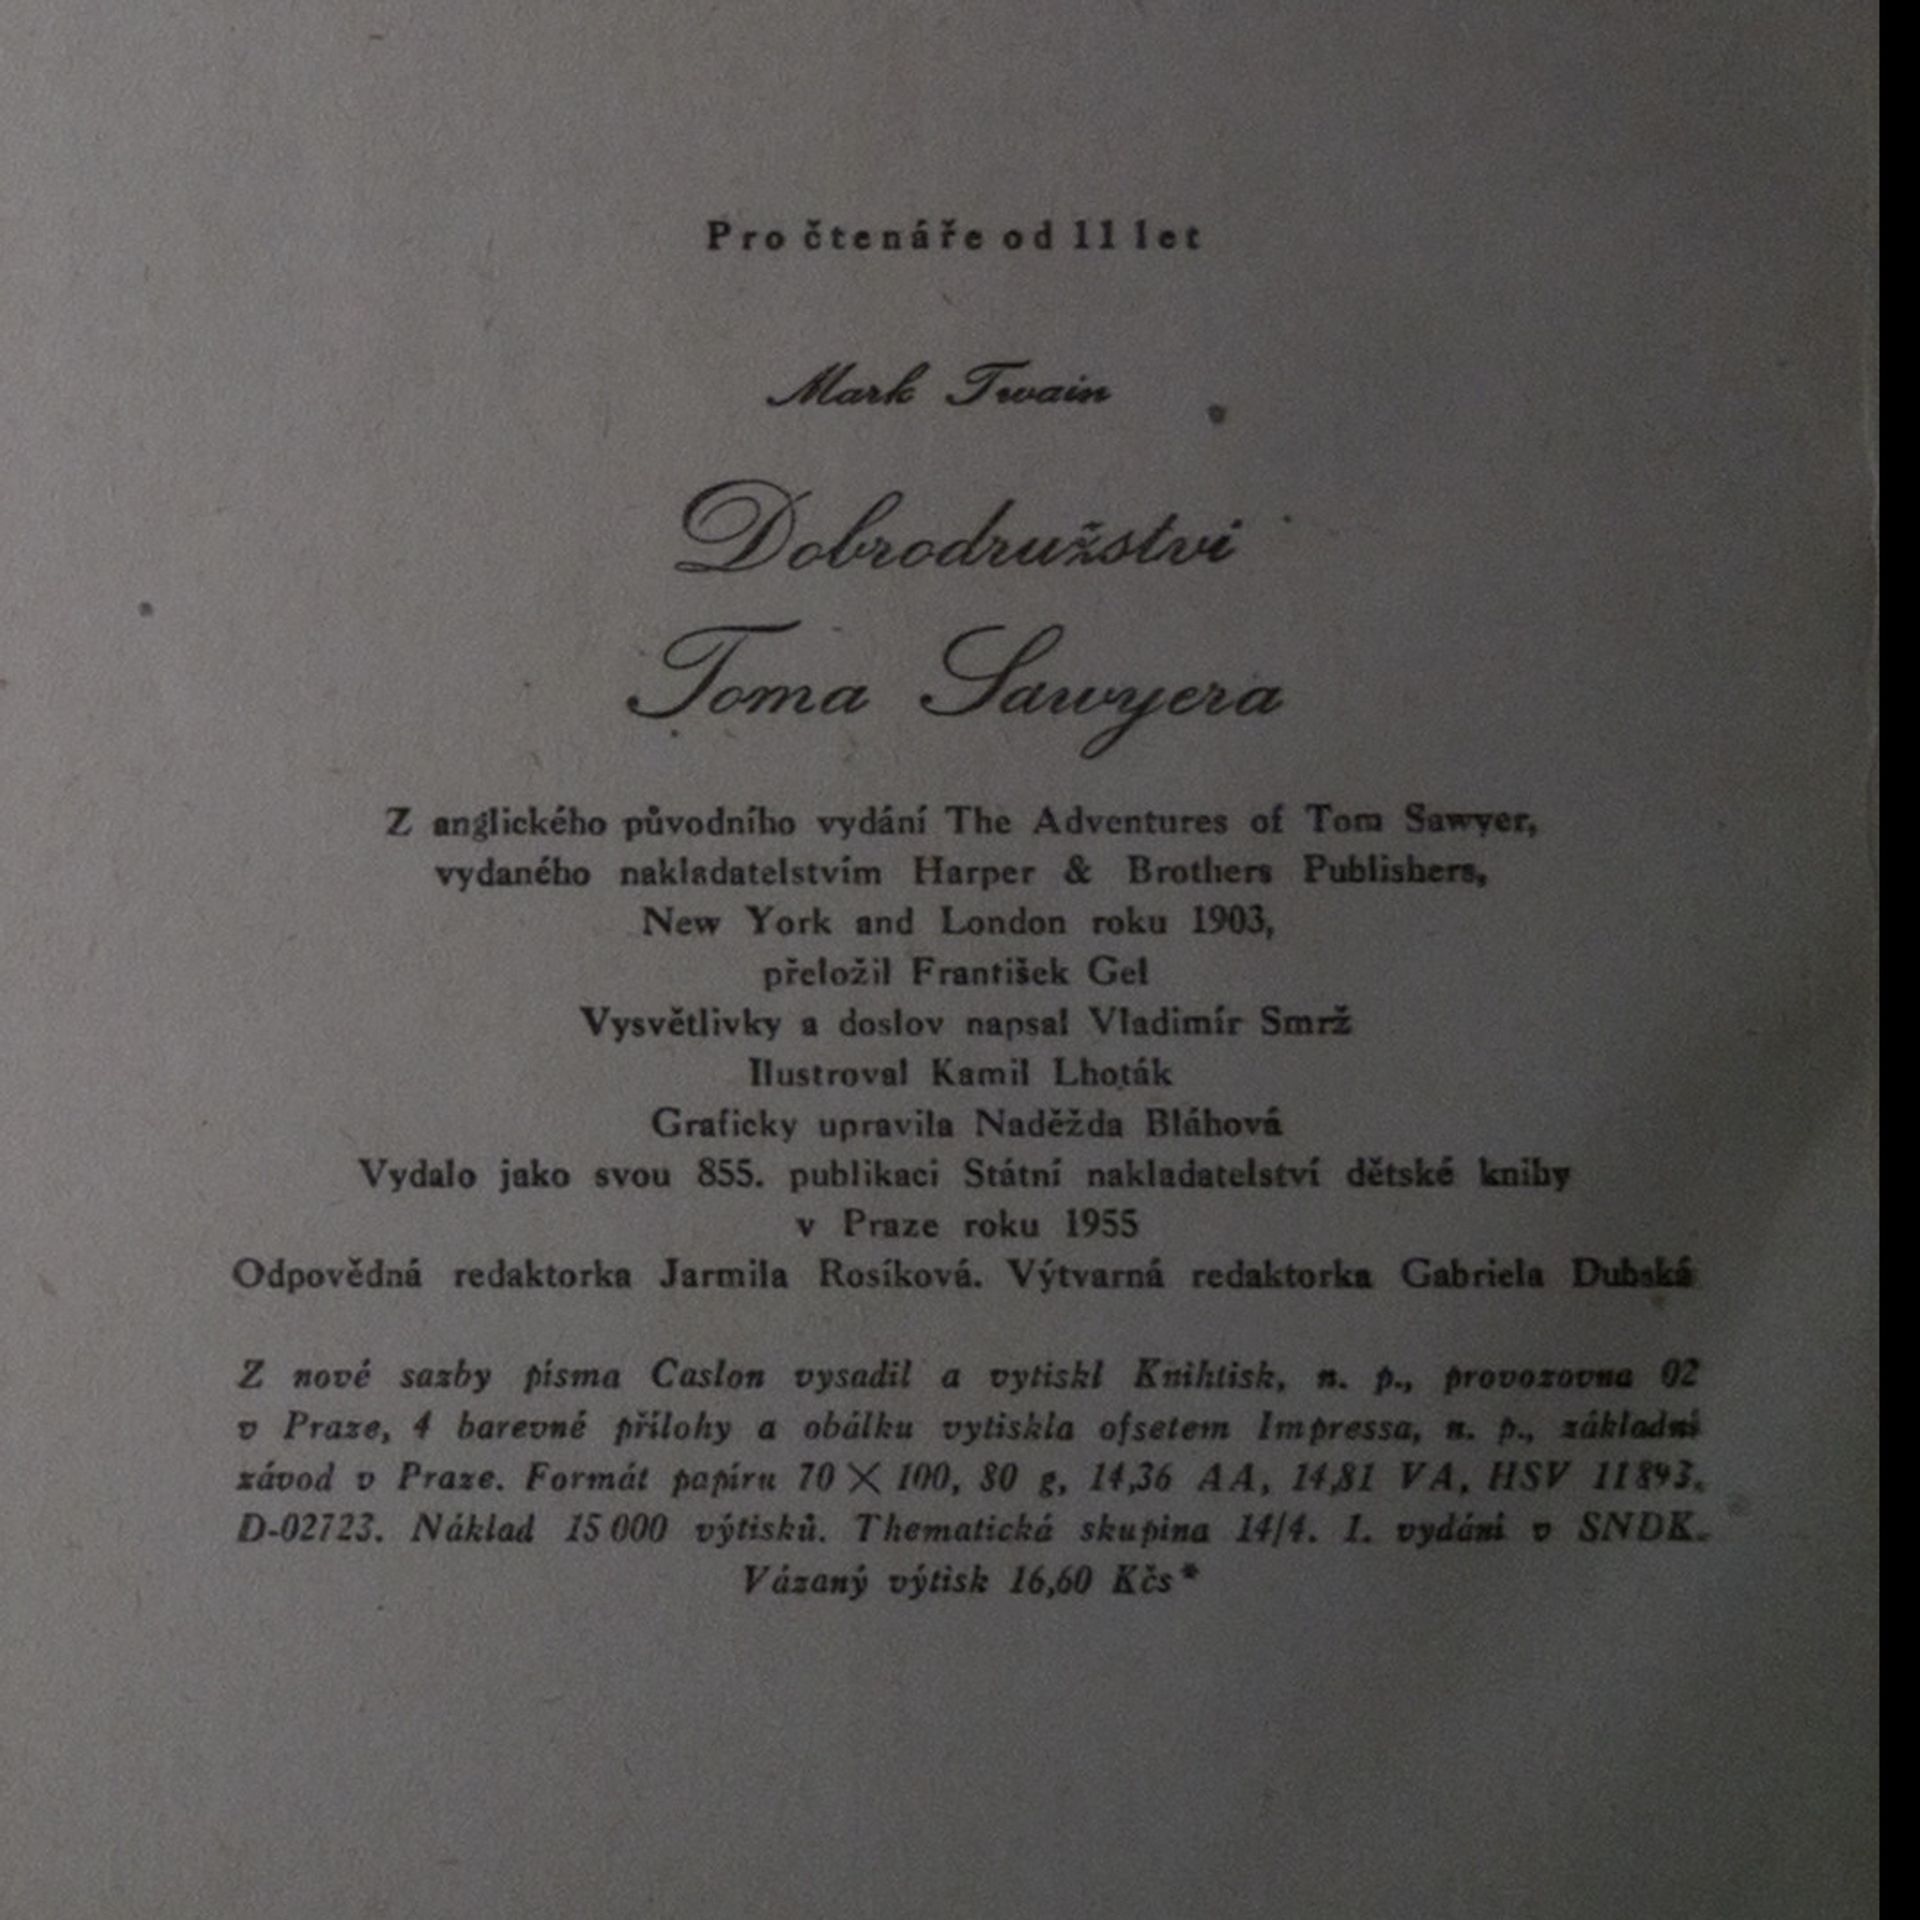 Pro čtenáře od 11 let
Mark Twain
Dobrodružství
Toma Sawyera
Z anglického původního vydání The Adventures of Tom Sawyer,
vydaného nakladatelstvím Harper & Brothers Publishers,
New York and London roku 1903,
přeložil František Gel
Vysvětlivky a doslov napsal Vladimír Smrž
Ilustroval Kamil Lhoták
Graficky upravila Naděžda Bláhová
Vydalo jako svou 855. publikaci Státní nakladatelství dětské knihy
v Praze roku 1955
Odpovědná redaktorka Jarmila Rosíková. Výtvarná redaktorka Gabriela Dubská
Z nové sazby písma Caslon vysadil a vytiskl Knihtisk, n. p., provozovna 02
v Praze, 4 barevné přílohy a obálku vytiskla ofsetem Impressa, n. p., základní
závod v Praze. Formát papíru 70 × 100, 80 g, 14,36 AA, 14,81 VA, HSV 11893.
D-02723. Náklad 15 000 výtisků. Thematická skupina 14/4. 1. vydání v SNDK.
Vázaný výtisk 16,60 Kčs*